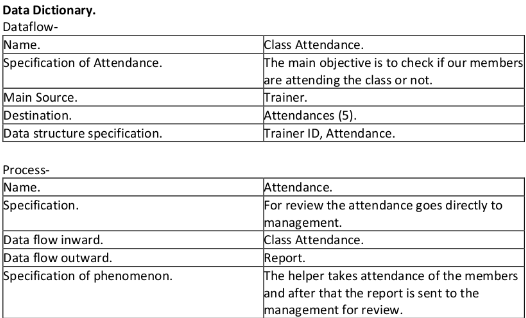 Data Dictionary.
Dataflow-
Name. Class Attendance.
Specification of Attendance. The main objective is to check if our members
are attending the class or not.
Main Source. Trainer.
Destination. Attendances (5).
Data structure specification. Trainer ID, Attendance.
Process-
Name. Attendance.
Specification. For review the attendance goes directly to
management.
Data flow inward. Class Attendance.
Data flow outward. Report.
Specification of phenomenon. The helper takes attendance of the members
and after that the report is sent to the
management for review.